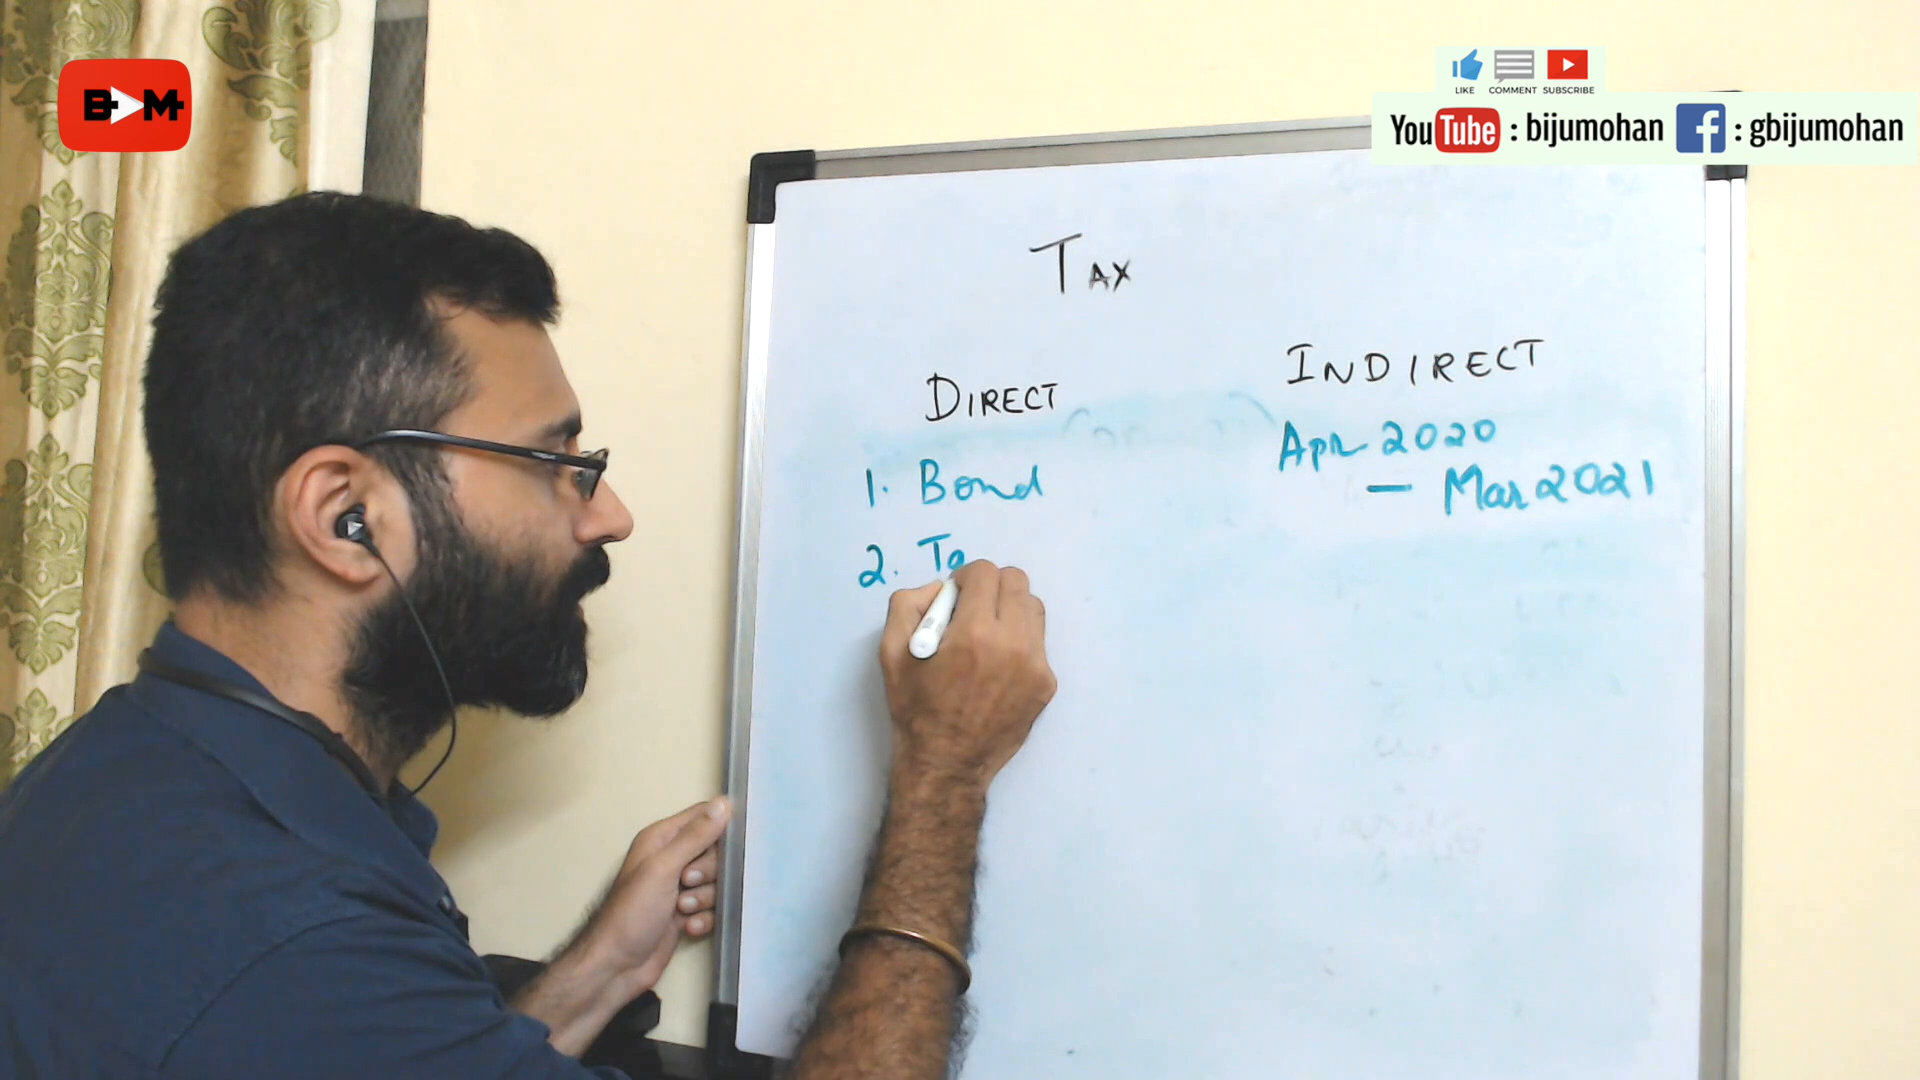 B M
LIKE COMMENT SUBSCRIBE
YouTube : bijumohan f : gbijumohan
TAX
DIRECT
INDIRECT
1. Bond
2. Ta
Apr 2020
— Mar 2021